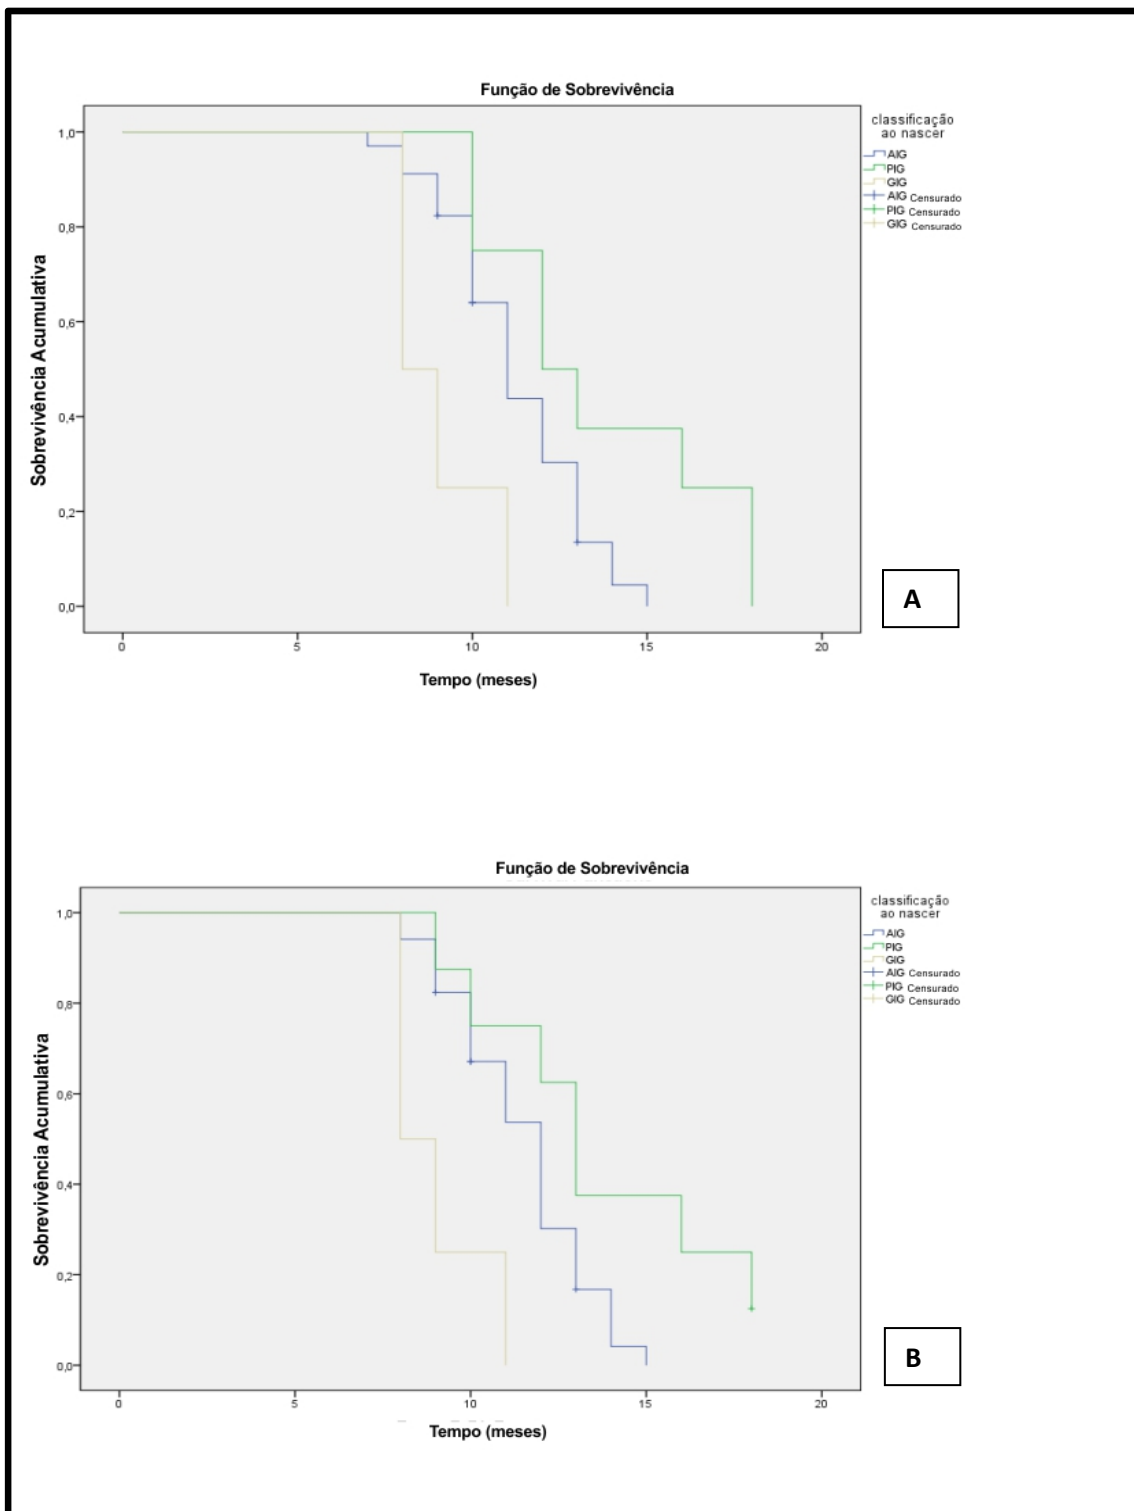 Função de Sobrevivência
classificação
ao nascer
AIG
PIG
GIG
AIG Censurado
PIG Censurado
GIG Censurado
Sobrevivência Acumulativa
1,0
0,8
0,6
0,4
0,2
0,0
0 5 10 15 20
Tempo (meses)
A
Função de Sobrevivência
classificação
ao nascer
AIG
PIG
GIG
AIG Censurado
PIG Censurado
GIG Censurado
Sobrevivência Acumulativa
1,0
0,8
0,6
0,4
0,2
0,0
0 5 10 15 20
Tempo (meses)
B